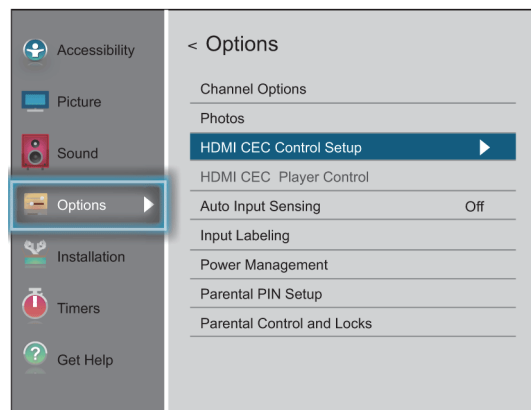 Accessibility
Picture
Sound
Options
Installation
Timers
Get Help
< Options
Channel Options
Photos
HDMI CEC Control Setup
HDMI CEC  Player Control
Auto Input Sensing Off
Input Labeling
Power Management
Parental PIN Setup
Parental Control and Locks